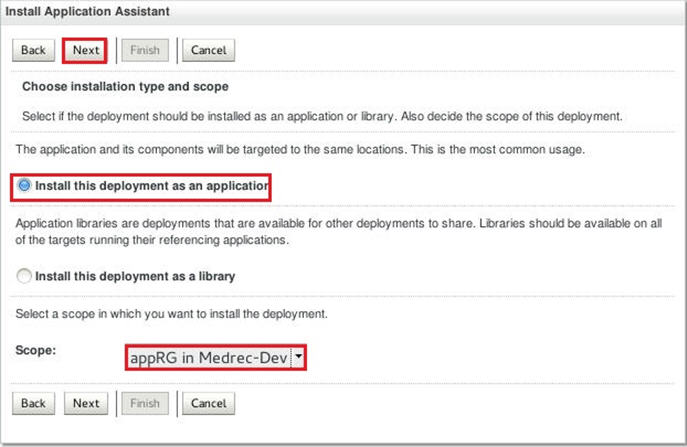 Install Application Assistant
Back Next Finish Cancel
Choose installation type and scope
Select if the deployment should be installed as an application or library. Also decide the scope of this deployment.
The application and its components will be targeted to the same locations. This is the most common usage.
Install this deployment as an application
Application libraries are deployments that are available for other deployments to share. Libraries should be available on all
of the targets running their referencing applications.
Install this deployment as a library
Select a scope in which you want to install the deployment.
Scope: appRG in Medrec-Dev
Back Next Finish Cancel